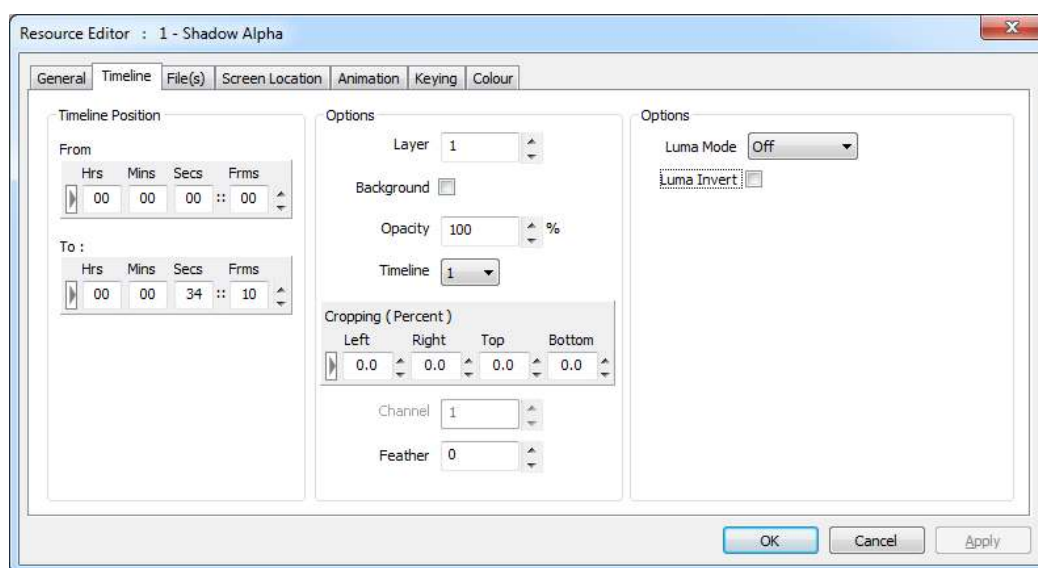 Resource Editor : 1 - Shadow Alpha
General Timeline File(s) Screen Location Animation Keying Colour
Timeline Position
From
Hrs Mins Secs Frms
00 00 00 :: 00
To :
Hrs Mins Secs Frms
00 00 34 :: 10
Options
Layer 1
Background
Opacity 100 %
Timeline 1
Cropping ( Percent )
Left Right Top Bottom
0.0 0.0 0.0 0.0
Channel 1
Feather 0
Options
Luma Mode Off
Luma Invert
OK Cancel Apply